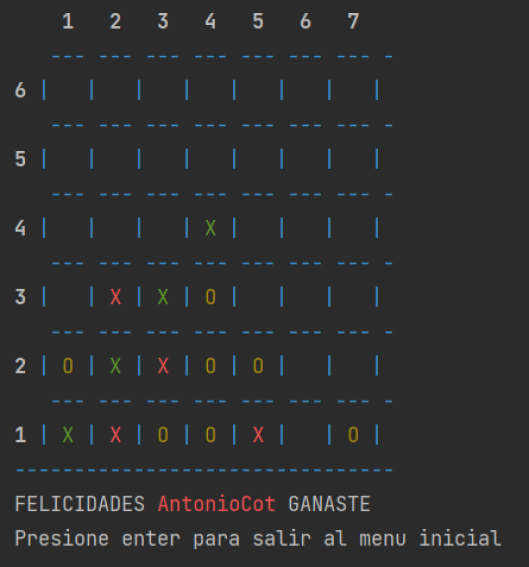 1 2 3 4 5 6 7
--- --- --- --- --- --- --- -
6 | | | | | | | |
--- --- --- --- --- --- --- -
5 | | | | | | | |
--- --- --- --- --- --- --- -
4 | | | | X | | | |
--- --- --- --- --- --- --- -
3 | | X | X | O | | | |
--- --- --- --- --- --- --- -
2 | O | X | X | O | O | | |
--- --- --- --- --- --- --- -
1 | X | X | O | O | X | | O |
-----------------------------
FELICIDADES AntonioCot GANASTE
Presione enter para salir al menu inicial